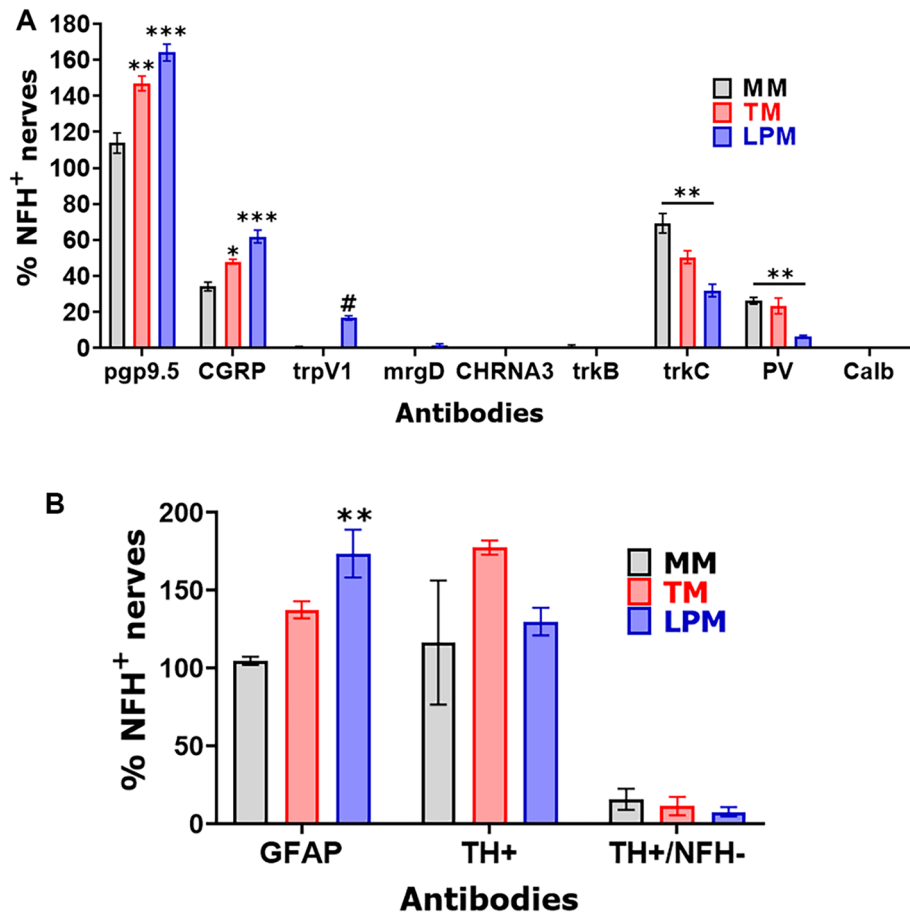 A
% NFH+ nerves
180
160
140
120
100
80
60
40
20
0
** ***
* ***
#
**
**
MM
TM
LPM
pgp9.5 CGRP trpV1 mrgD CHRNA3 trkB trkC PV Calb
Antibodies
B
% NFH+ nerves
200
150
100
50
0
**
MM
TM
LPM
GFAP TH+ TH+/NFH-
Antibodies